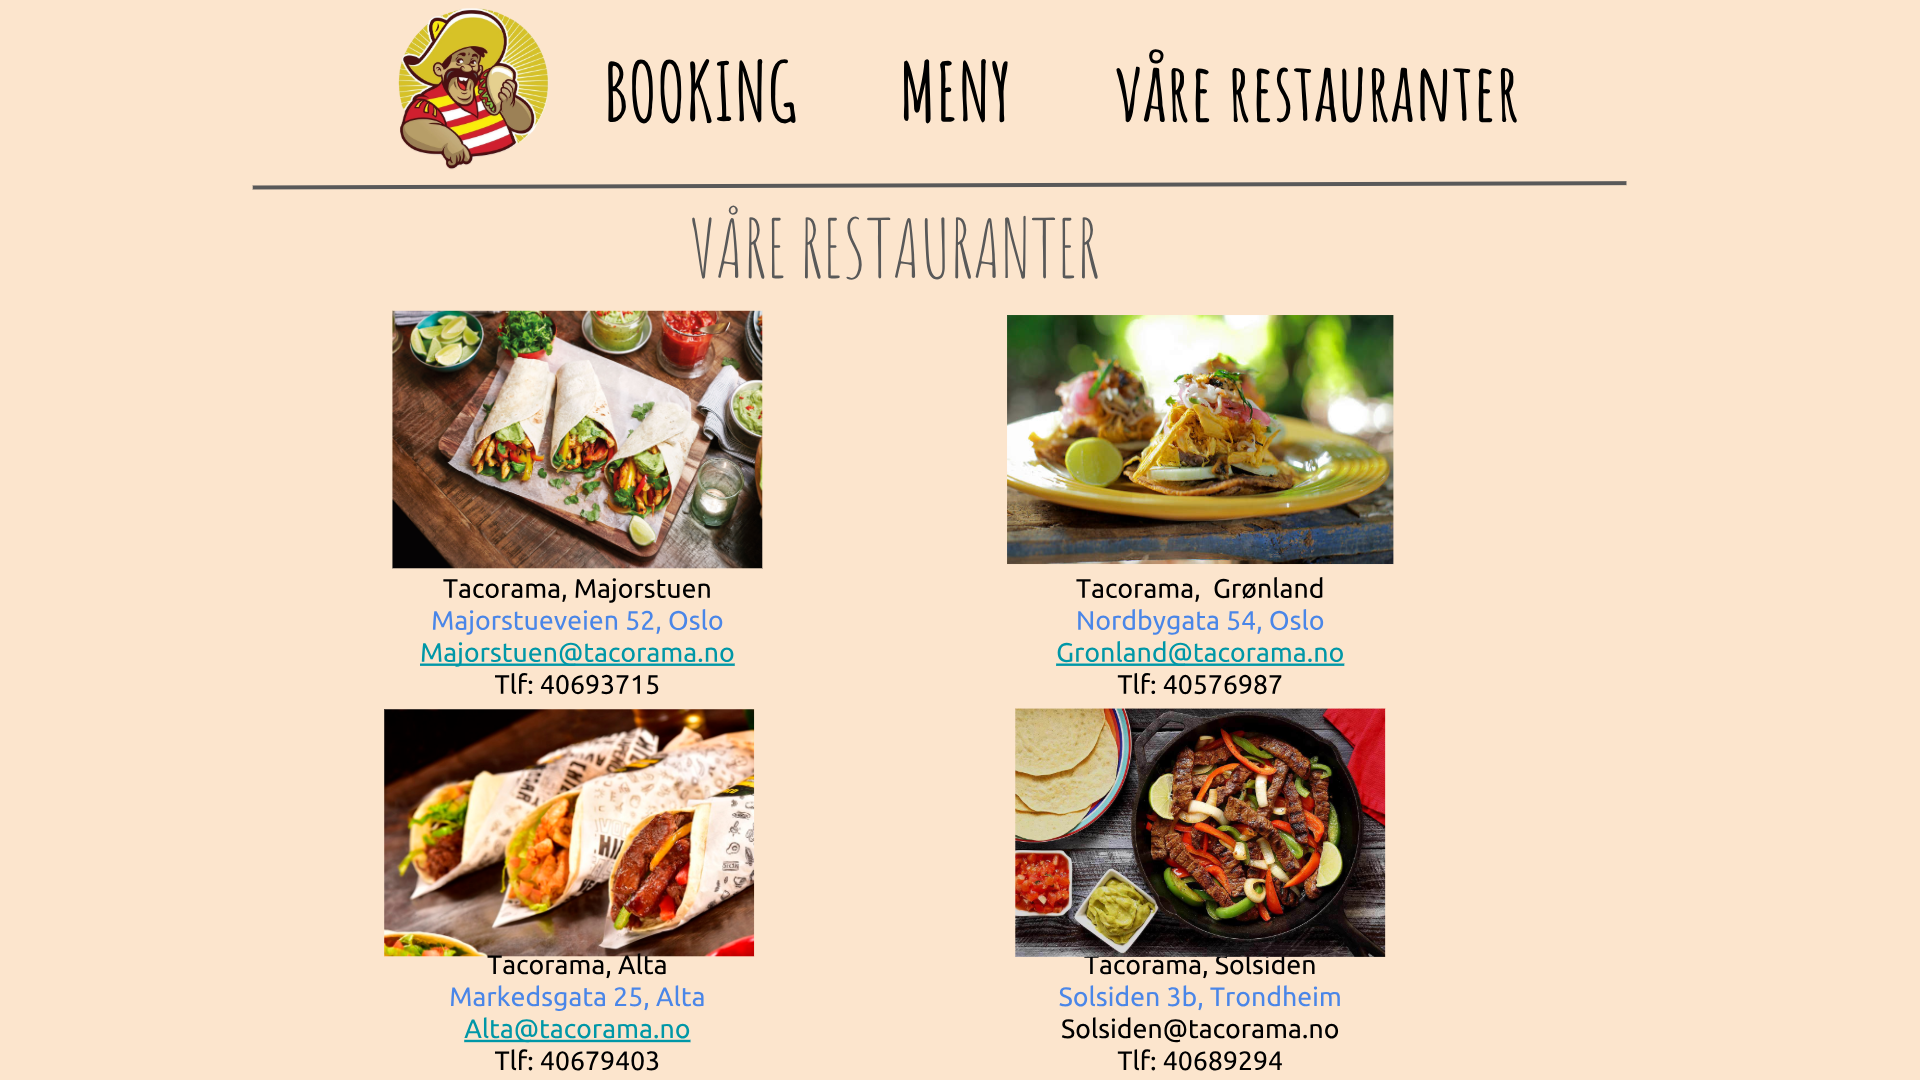 BOOKING
MENY
VÅRE RESTAURANTER
VÅRE RESTAURANTER
Tacorama, Majorstuen
Majorstueveien 52, Oslo
Majorstuen@tacorama.no
Tlf: 40693715
Tacorama, Grønland
Nordbygata 54, Oslo
Gronland@tacorama.no
Tlf: 40576987
Tacorama, Alta
Markedsgata 25, Alta
Alta@tacorama.no
Tlf: 40679403
Tacorama, Solsiden
Solsiden 3b, Trondheim
Solsiden@tacorama.no
Tlf: 40689294